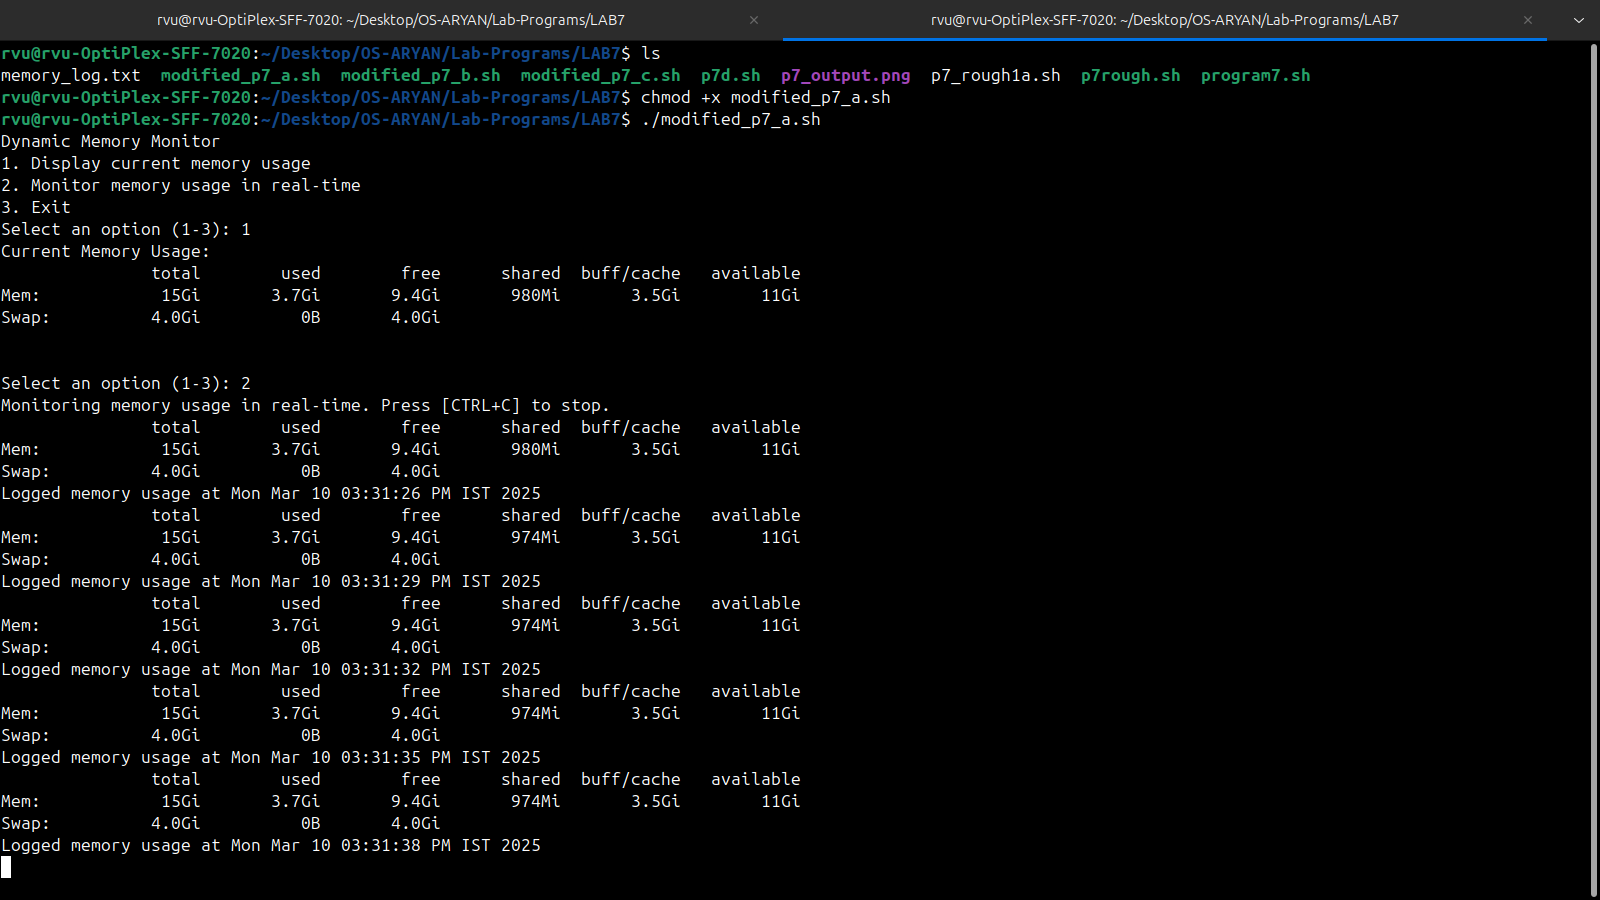 rvu@rvu-OptiPlex-SFF-7020: ~/Desktop/OS-ARYAN/Lab-Programs/LAB7 × rvu@rvu-OptiPlex-SFF-7020: ~/Desktop/OS-ARYAN/Lab-Programs/LAB7 ×
rvu@rvu-OptiPlex-SFF-7020:~/Desktop/OS-ARYAN/Lab-Programs/LAB7$ ls
memory_log.txt  modified_p7_a.sh  modified_p7_b.sh  modified_p7_c.sh  p7d.sh  p7_output.png  p7_rough1a.sh  p7rough.sh  program7.sh
rvu@rvu-OptiPlex-SFF-7020:~/Desktop/OS-ARYAN/Lab-Programs/LAB7$ chmod +x modified_p7_a.sh
rvu@rvu-OptiPlex-SFF-7020:~/Desktop/OS-ARYAN/Lab-Programs/LAB7$ ./modified_p7_a.sh
Dynamic Memory Monitor
1. Display current memory usage
2. Monitor memory usage in real-time
3. Exit
Select an option (1-3): 1
Current Memory Usage:
               total        used        free      shared  buff/cache   available
Mem:            15Gi       3.7Gi       9.4Gi       980Mi       3.5Gi        11Gi
Swap:          4.0Gi          0B       4.0Gi
Select an option (1-3): 2
Monitoring memory usage in real-time. Press [CTRL+C] to stop.
               total        used        free      shared  buff/cache   available
Mem:            15Gi       3.7Gi       9.4Gi       980Mi       3.5Gi        11Gi
Swap:          4.0Gi          0B       4.0Gi
Logged memory usage at Mon Mar 10 03:31:26 PM IST 2025
               total        used        free      shared  buff/cache   available
Mem:            15Gi       3.7Gi       9.4Gi       974Mi       3.5Gi        11Gi
Swap:          4.0Gi          0B       4.0Gi
Logged memory usage at Mon Mar 10 03:31:29 PM IST 2025
               total        used        free      shared  buff/cache   available
Mem:            15Gi       3.7Gi       9.4Gi       974Mi       3.5Gi        11Gi
Swap:          4.0Gi          0B       4.0Gi
Logged memory usage at Mon Mar 10 03:31:32 PM IST 2025
               total        used        free      shared  buff/cache   available
Mem:            15Gi       3.7Gi       9.4Gi       974Mi       3.5Gi        11Gi
Swap:          4.0Gi          0B       4.0Gi
Logged memory usage at Mon Mar 10 03:31:35 PM IST 2025
               total        used        free      shared  buff/cache   available
Mem:            15Gi       3.7Gi       9.4Gi       974Mi       3.5Gi        11Gi
Swap:          4.0Gi          0B       4.0Gi
Logged memory usage at Mon Mar 10 03:31:38 PM IST 2025